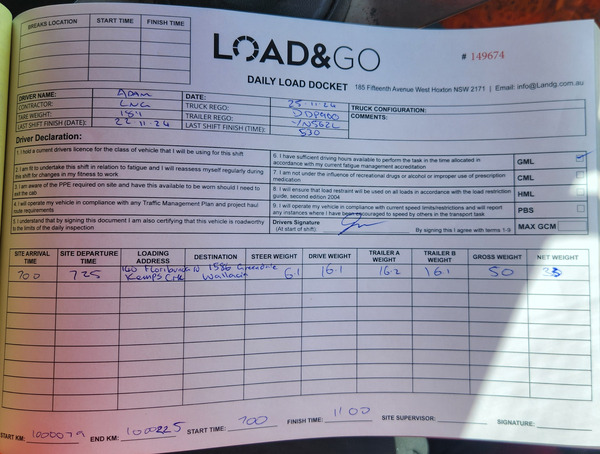 BREAKS LOCATION START TIME FINISH TIME
LOAD&GO
# 149674
DAILY LOAD DOCKET 185 Fifteenth Avenue West Hoxton NSW 2171 | Email: info@Landg.com.au
DRIVER NAME: ADAM DATE: 25-11-24 TRUCK CONFIGURATION:
CONTRACTOR: LNG TRUCK REGO: COMMENTS:
TARE WEIGHT: TRAILER REGO:
LAST SHIFT FINISH (DATE): 22 11-24 LAST SHIFT FINISH (TIME): 530
Driver Declaration:
1. I hold a current drivers licence for the class of vehicle that I will be using for this shift
2. I am fit to undertake this shift in relation to fatigue and I will reassess myself regularly during this shift for changes in my fitness to work
3. I am aware of the PPE required on site and have this available to be worn should I need to exit the cab
4. I will operate my vehicle in compliance with any Traffic Management Plan and project haul route requirements
5. I understand that by signing this document I am also certifying that this vehicle is roadworthy to the limits of the daily inspection
6. I have sufficient driving hours available to perform the task in the time allocated in accordance with my current fatigue management accreditation
7. I am not under the influence of recreational drugs or alcohol or improper use of prescription medication.
8. I will ensure that load restraint will be used on all loads in accordance with the load restraint guide, second edition 2004
9. I will operate my vehicle in compliance with current speed limits/restrictions and will report any instances where I have been encouraged to speed by others in the transport task
Drivers Signature
(At start of shift). By signing this I agree with terms 1-9
GML
CML
HML
PBS
MAX GCM
SITE ARRIVAL TIME SITE DEPARTURE TIME LOADING ADDRESS DESTINATION STEER WEIGHT DRIVE WEIGHT TRAILER A WEIGHT TRAILER B WEIGHT GROSS WEIGHT NET WEIGHT
700 725 160 1586 Greendale 6.1 16.1 16.2 16.1 50
Kemps Crk Wallacia
START KM: 1000079 END KM: 1000225 START TIME: 700 FINISH TIME: 1100 SITE SUPERVISOR: SIGNATURE: